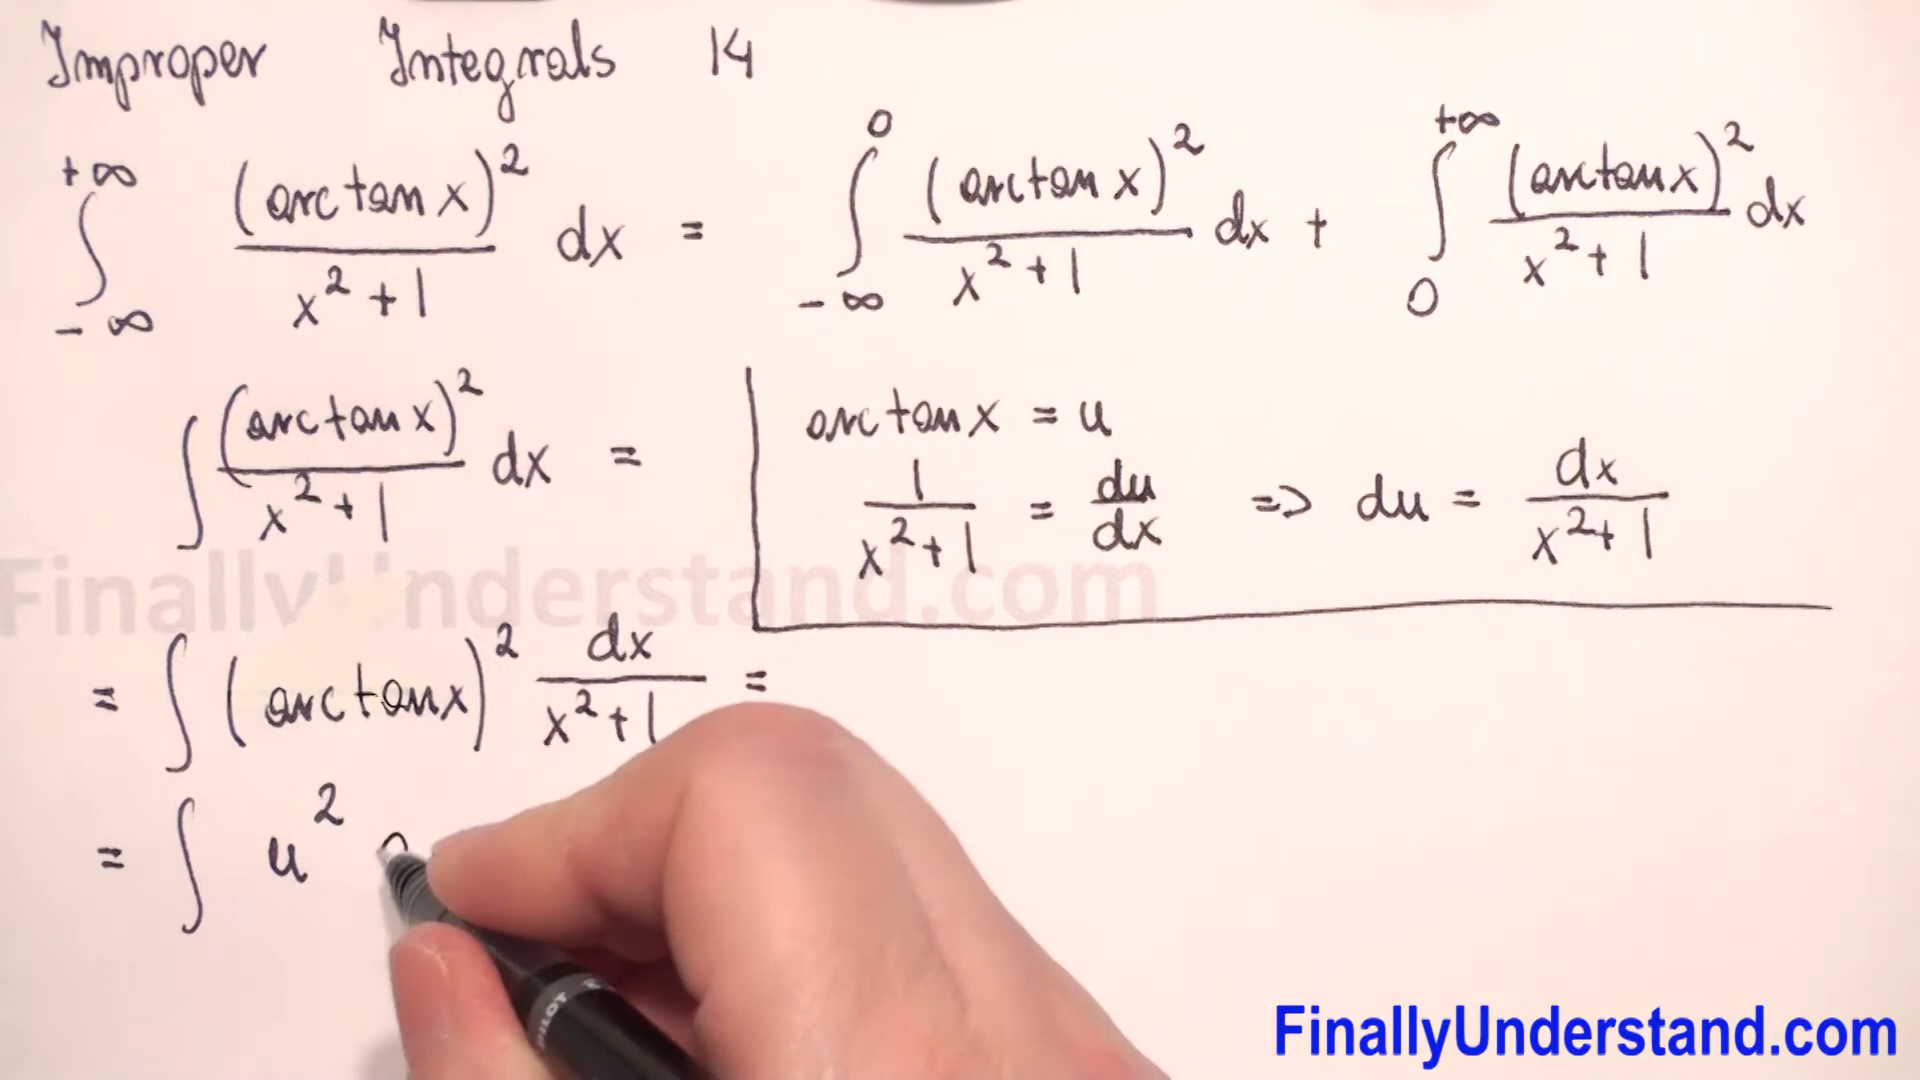 Improper Integrals 14
+∞ ∫ -∞ (arctan x)² / x²+1 dx = 0 ∫ -∞ (arctan x)² / x²+1 dx + +∞ ∫ 0 (arctan x)² / x²+1 dx
∫ (arctan x)² / x²+1 dx =
arctan x = u
1 / x²+1 = du / dx => du = dx / x²+1
FinallyUnderstand.com
= ∫ (arctan x)² dx / x²+1 =
= ∫ u²
PILOT
FinallyUnderstand.com